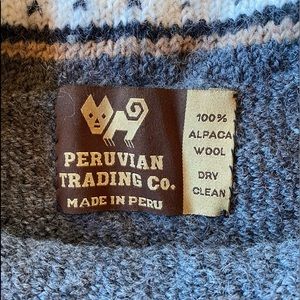 PERUVIAN
TRADING Co.
MADE IN PERU
100%
ALPACA
WOOL
DRY
CLEAN